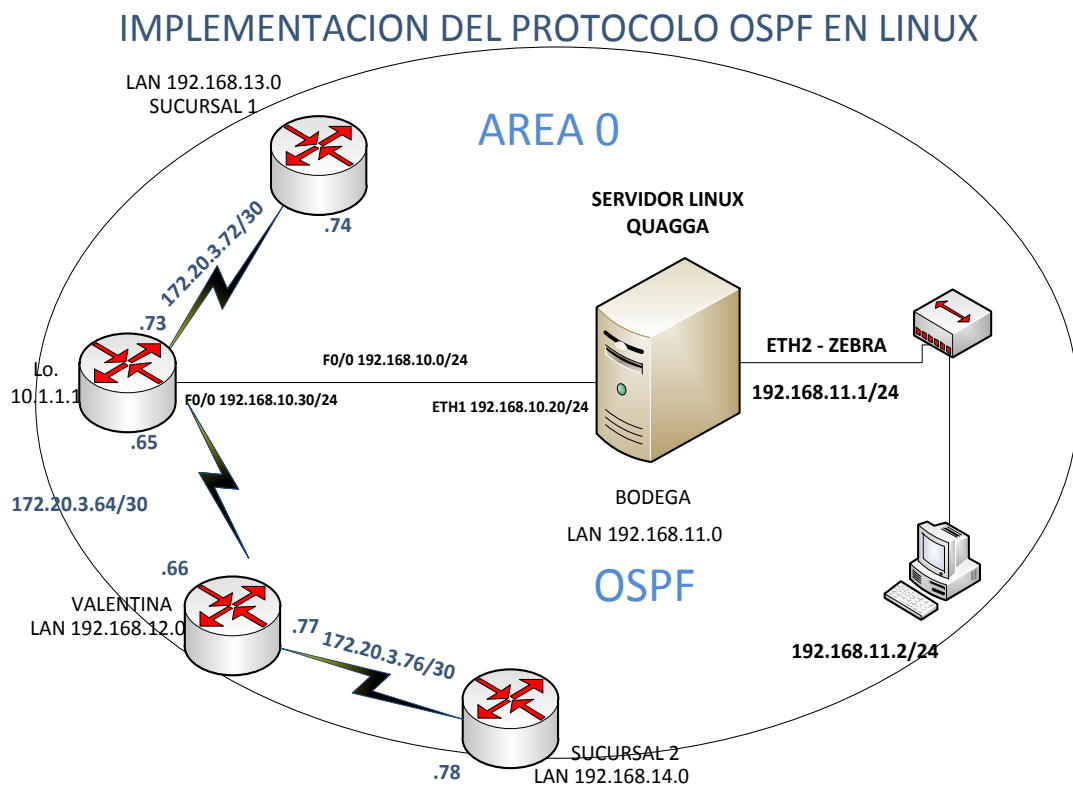 IMPLEMENTACION DEL PROTOCOLO OSPF EN LINUX
LAN 192.168.13.0
SUCURSAL 1
AREA 0
SERVIDOR LINUX
QUAGGA
.74
172.20.3.72/30
.73
Lo.
10.1.1.1
F0/0 192.168.10.0/24
F0/0 192.168.10.30/24
ETH1 192.168.10.20/24
ETH2 - ZEBRA
192.168.11.1/24
.65
172.20.3.64/30
BODEGA
LAN 192.168.11.0
OSPF
.66
VALENTINA
LAN 192.168.12.0
.77
172.20.3.76/30
192.168.11.2/24
.78
SUCURSAL 2
LAN 192.168.14.0